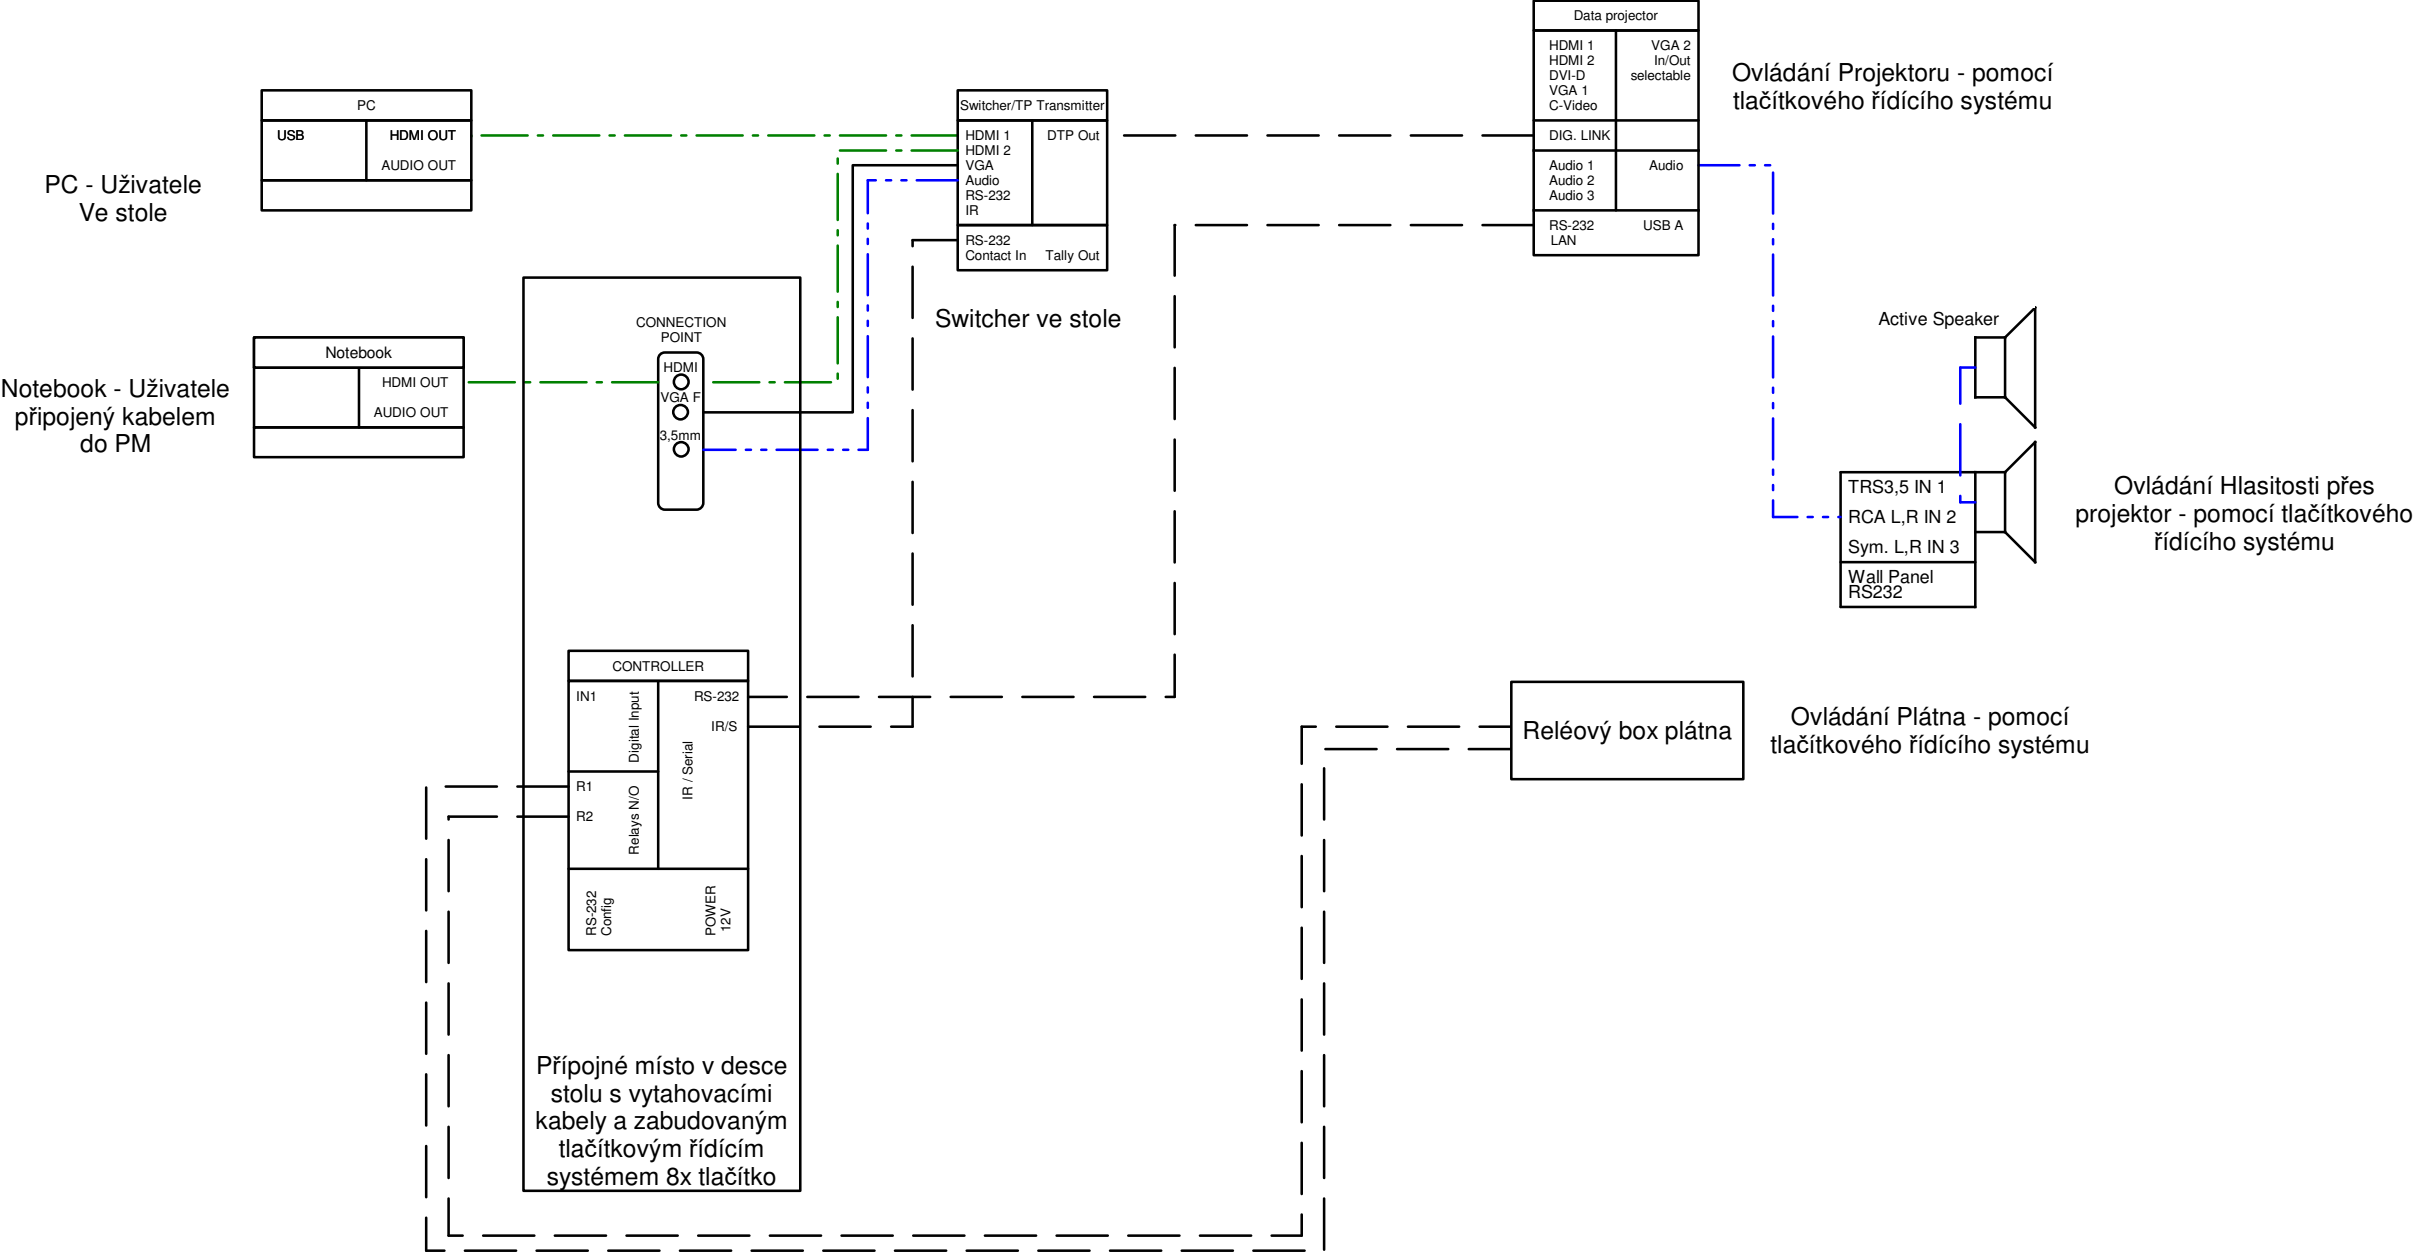 PC - Uživatele
Ve stole
PC
USB
HDMI OUT
AUDIO OUT
Notebook - Uživatele
připojený kabelem
do PM
Notebook
HDMI OUT
AUDIO OUT
CONNECTION
POINT
HDMI
VGA F
3,5mm
Switcher/TP Transmitter
HDMI 1
HDMI 2
VGA
Audio
RS-232
IR
DTP Out
RS-232
Contact In
Tally Out
Switcher ve stole
Data projector
HDMI 1
HDMI 2
DVI-D
VGA 1
C-Video
VGA 2
In/Out
selectable
DIG. LINK
Audio 1
Audio 2
Audio 3
Audio
RS-232
LAN
USB A
Ovládání Projektoru - pomocí
tlačítkového řídícího systému
Active Speaker
TRS3,5 IN 1
RCA L,R IN 2
Sym. L,R IN 3
Wall Panel
RS232
Ovládání Hlasitosti přes
projektor - pomocí tlačítkového
řídícího systému
CONTROLLER
IN1
Digital Input
RS-232
IR/S
IR / Serial
R1
R2
Relays N/O
RS-232
Config
POWER
12V
Reléový box plátna
Ovládání Plátna - pomocí
tlačítkového řídícího systému
Přípojné místo v desce
stolu s vytahovacími
kabely a zabudovaným
tlačítkovým řídícím
systémem 8x tlačítko